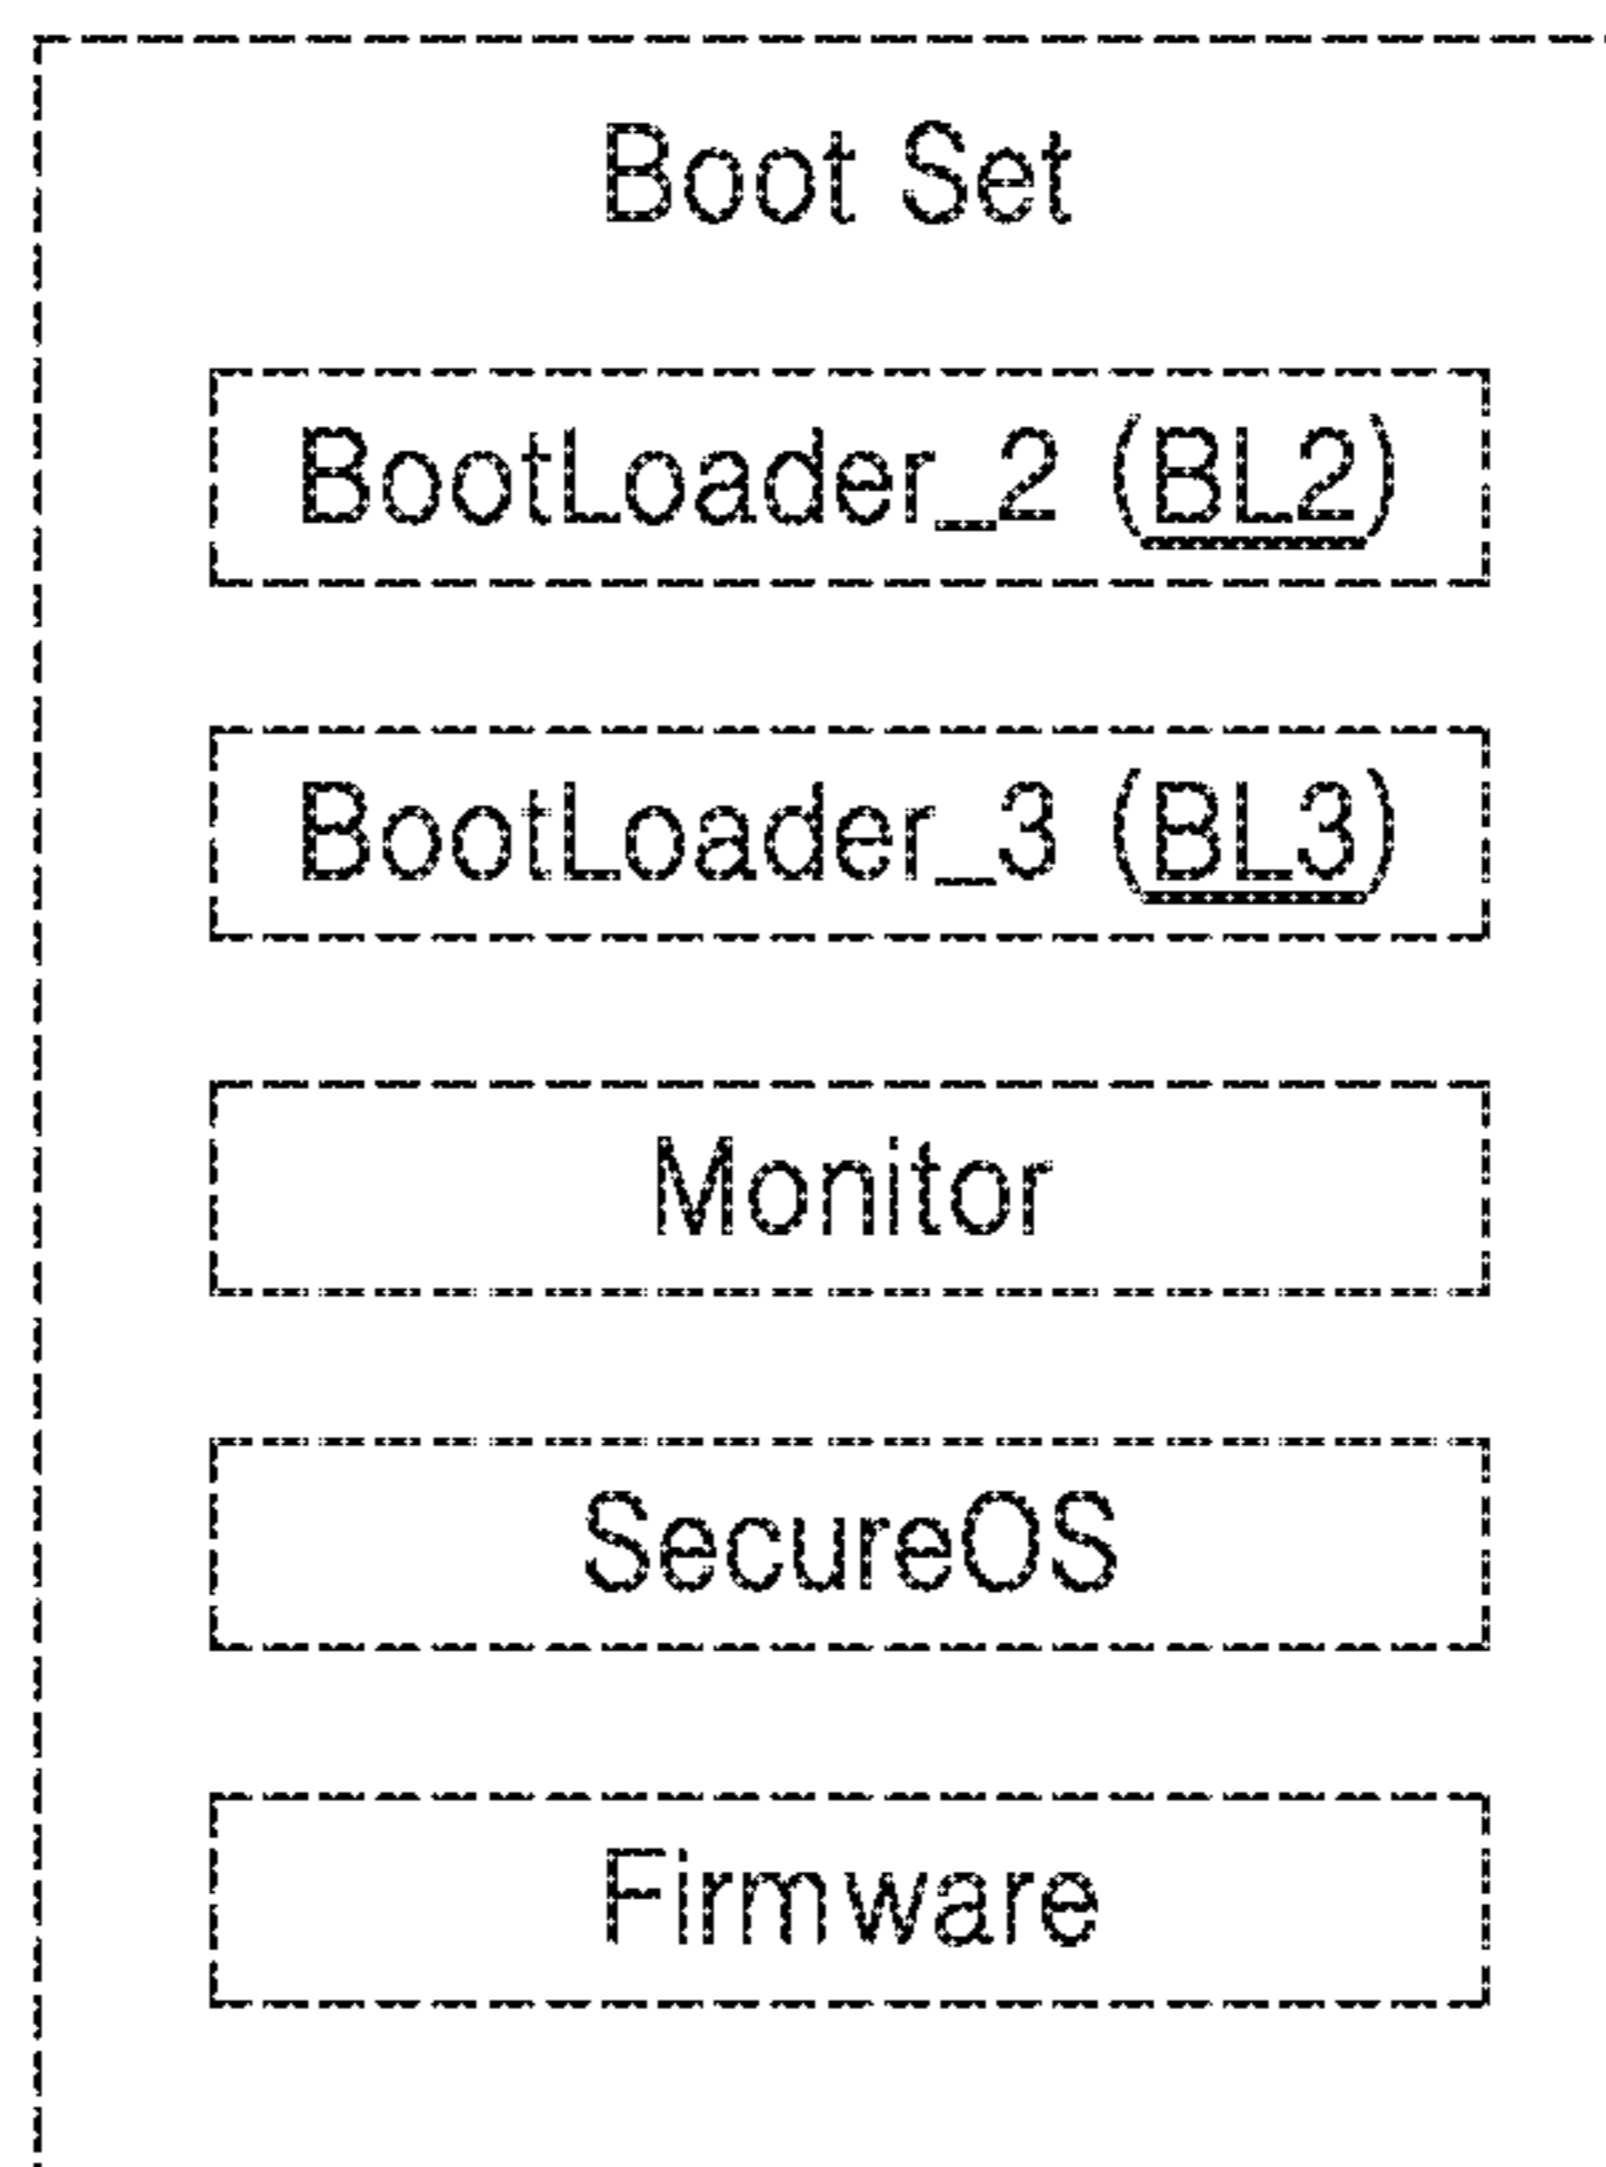 Boot Set
BootLoader_2 (BL2)
BootLoader_3 (BL3)
Monitor
SecureOS
Firmware